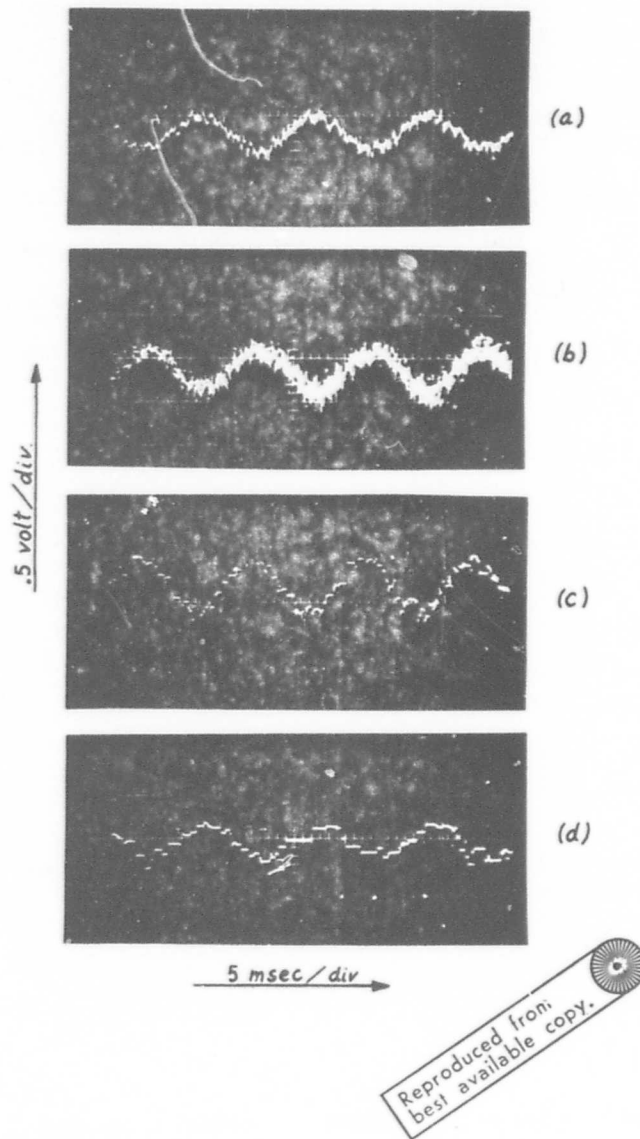 (a)
(b)
.5 volt/div.
(c)
(d)
5 msec/div
Reproduced from
best available copy.